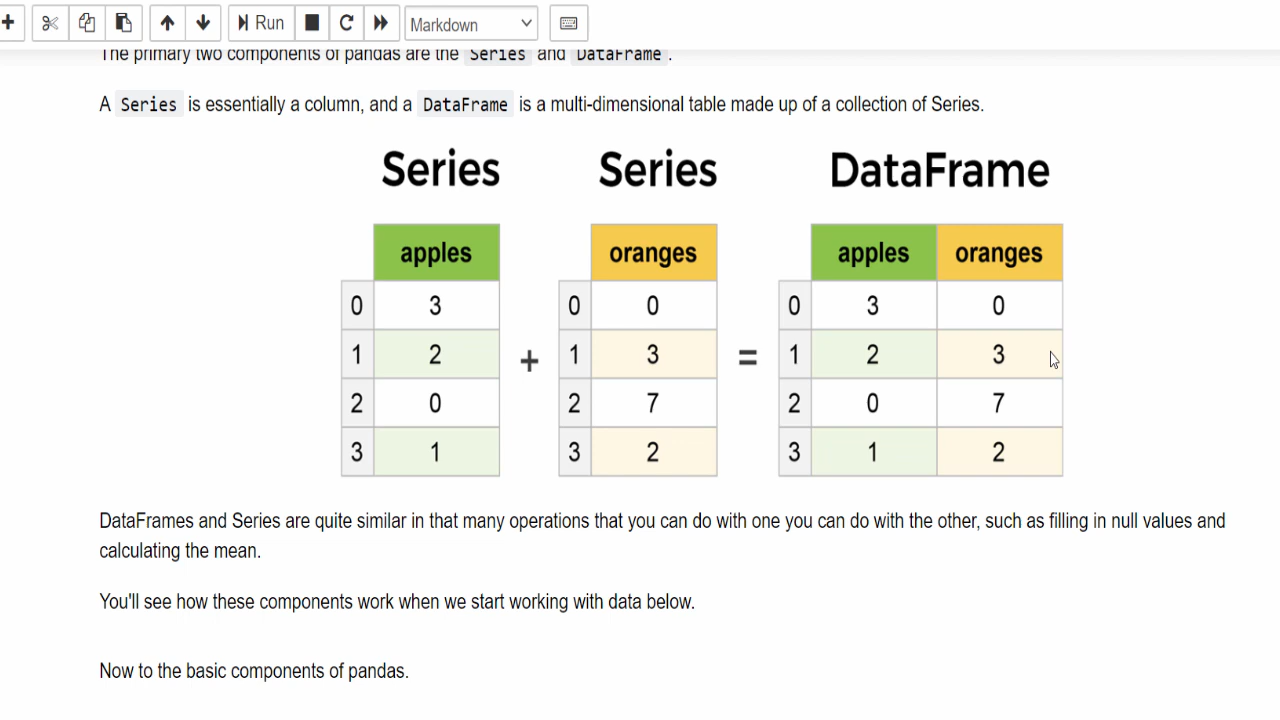 Run
Markdown
The primary two components of pandas are the Series and DataFrame.
A Series is essentially a column, and a DataFrame is a multi-dimensional table made up of a collection of Series.
Series Series DataFrame
apples oranges apples oranges
0 3 0 0 0 3 0
1 2 + 1 3 = 1 2 3
2 0 2 7 2 0 7
3 1 3 2 3 1 2
DataFrames and Series are quite similar in that many operations that you can do with one you can do with the other, such as filling in null values and
calculating the mean.
You'll see how these components work when we start working with data below.
Now to the basic components of pandas.